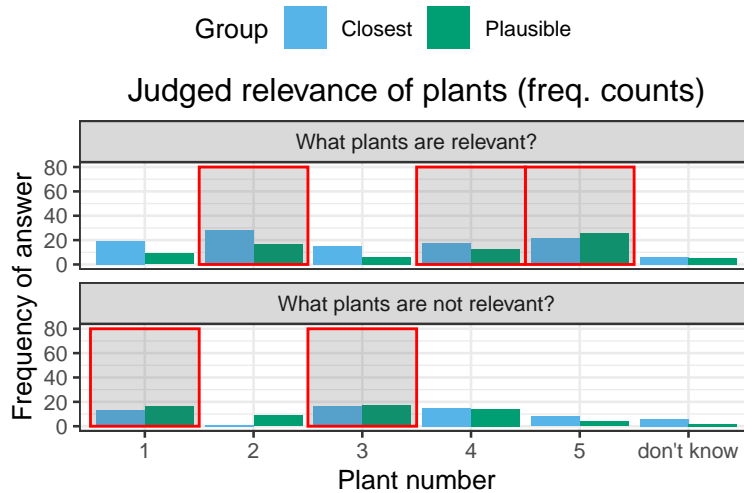 Group Closest Plausible
Judged relevance of plants (freq. counts)
What plants are relevant?
80
60
40
20
0
What plants are not relevant?
80
60
40
20
0
Frequency of answer
1 2 3 4 5 don't know
Plant number